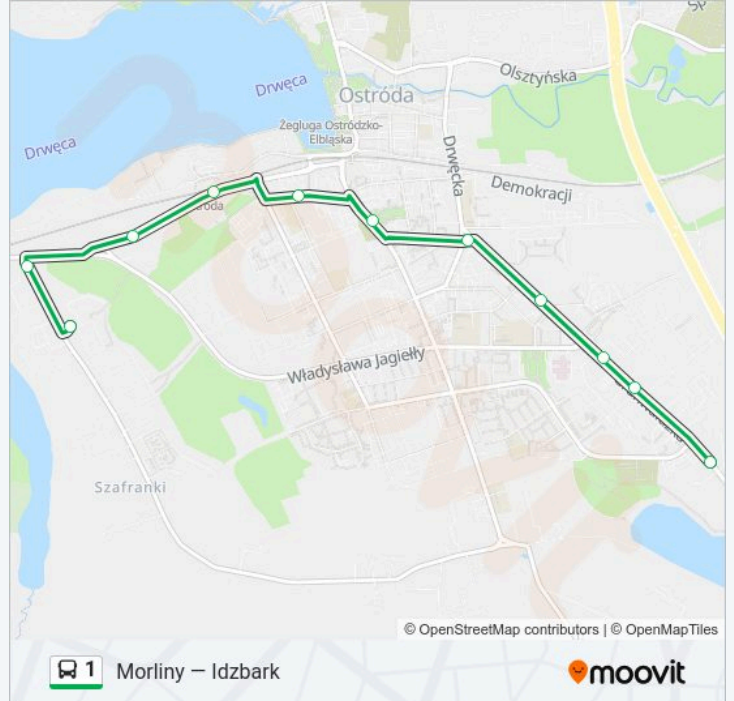 Sp
Olsztyńska
Drwęca
Ostróda
Drwęca
Żegluga Ostródzko-
Elbląska
Drwęcka
Demokracji
Władysława Jagiełły
Szafranki
© OpenStreetMap contributors | © OpenMapTiles
1 Morliny — Idzbark
moovit